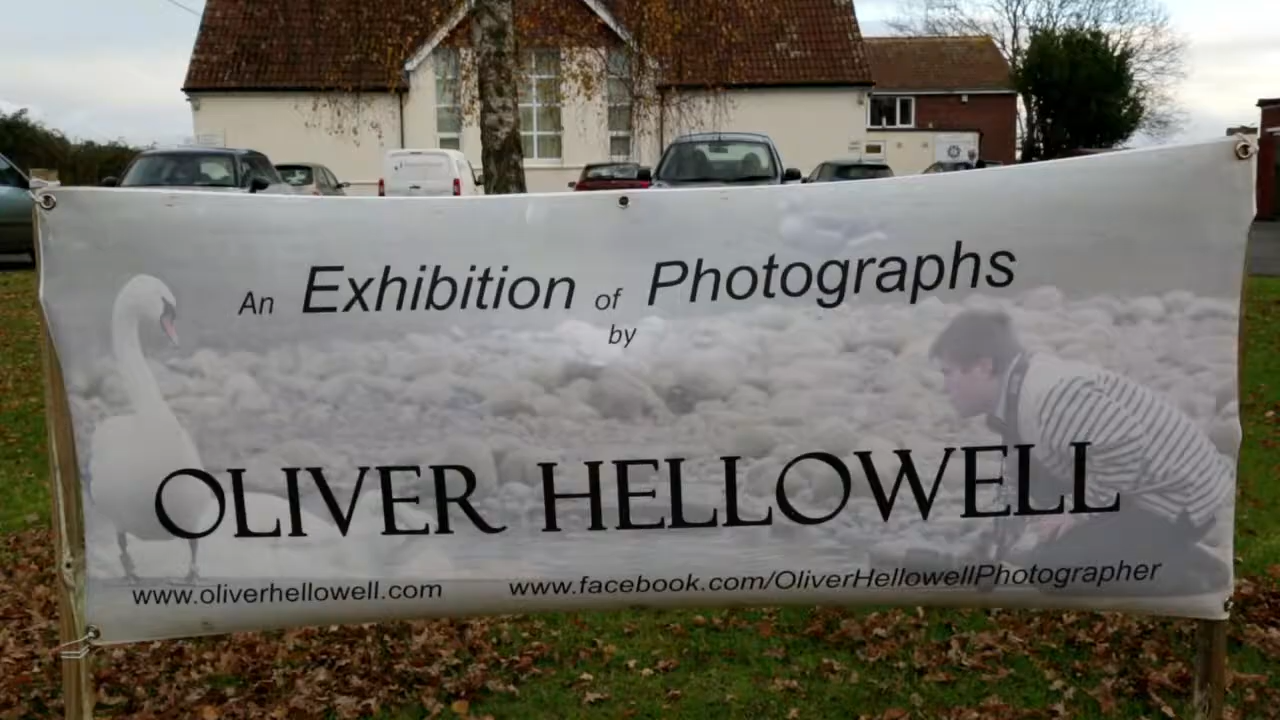 An Exhibition of Photographs
by
OLIVER HELLOWELL
www.oliverhellowell.com www.facebook.com/OliverHellowellPhotographer